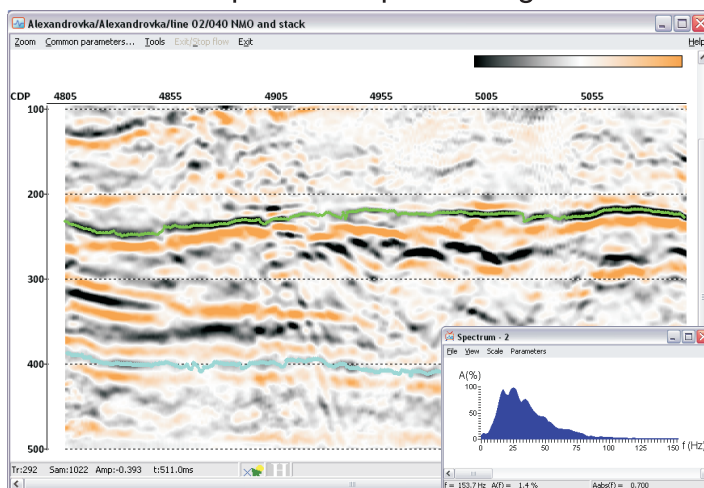 Alexandrovka/Alexandrovka/line 02/040 NMO and stack
Zoom Common parameters... Tools Exit/Stop flow Exit Help
CDP 4805 4855 4905 4955 5005 5055
100
200
300
400
500
Spectrum - 2
File View Scale Parameters
A(%)
100
50
0
0 25 50 75 100 125 150 f (Hz)
Tr:292 Sam:1022 Amp:-0.393 t:511.0ms
f = 153.7 Hz A(f) = 1.4 % Aabs(f) = 0.700